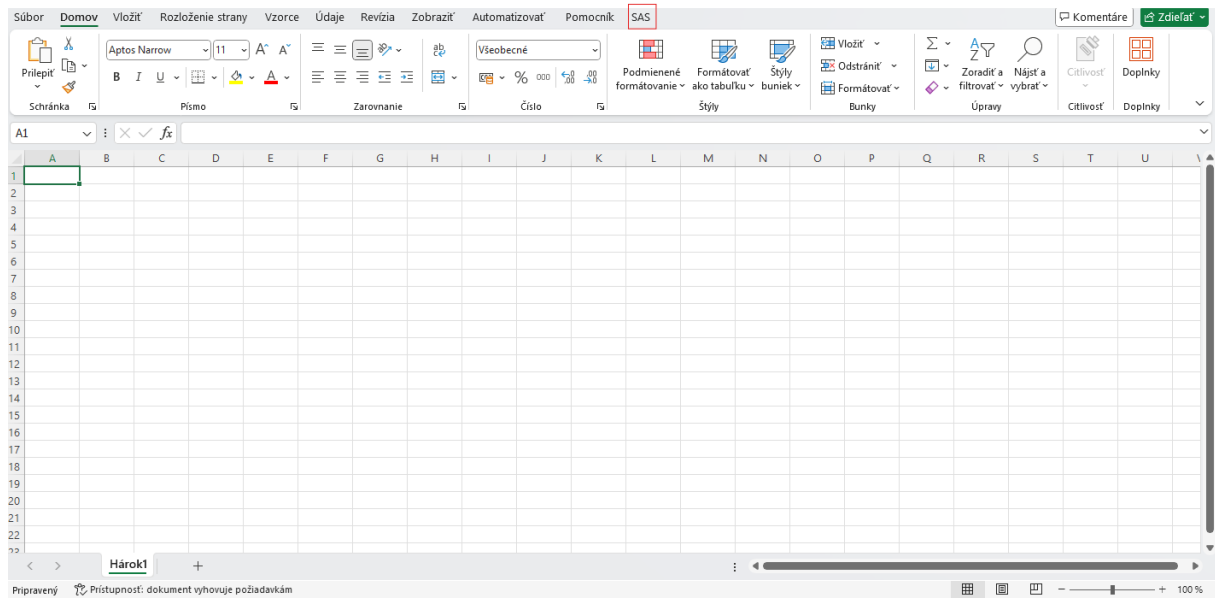 Súbor Domov Vložiť Rozloženie strany Vzorce Údaje Revízia Zobraziť Automatizovať Pomocník SAS Komentáre Zdieľať
Prilepiť
Schránka
Aptos Narrow 11 A A
B I U A
Písmo
ab
Zarovnanie
Všeobecné
% 000
Číslo
Podmienené formátovanie
Formátovať ako tabuľku
Štýly buniek
Štýly
Vložiť
Odstrániť
Formátovať
Bunky
Zoradiť a filtrovať
Nájsť a vybrať
Úpravy
Citlivosť
Citlivosť
Doplnky
Doplnky
A1 fx
A B C D E F G H I J K L M N O P Q R S T U
1
2
3
4
5
6
7
8
9
10
11
12
13
14
15
16
17
18
19
20
21
22
23
Hárok1
Pripravený Prístupnosť: dokument vyhovuje požiadavkám 100 %